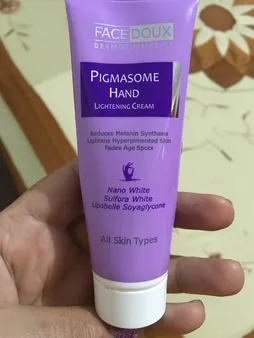 FACEDOUX
DERMOCOSMETICS
PIGMASOME
HAND
LIGHTENING CREAM
Reduces Melanin Synthesis
Lightens Hyperpimented Skin
Fades Age Spots
Nano White
Sulfora White
Lipobelle Soyaglycone
All Skin Types